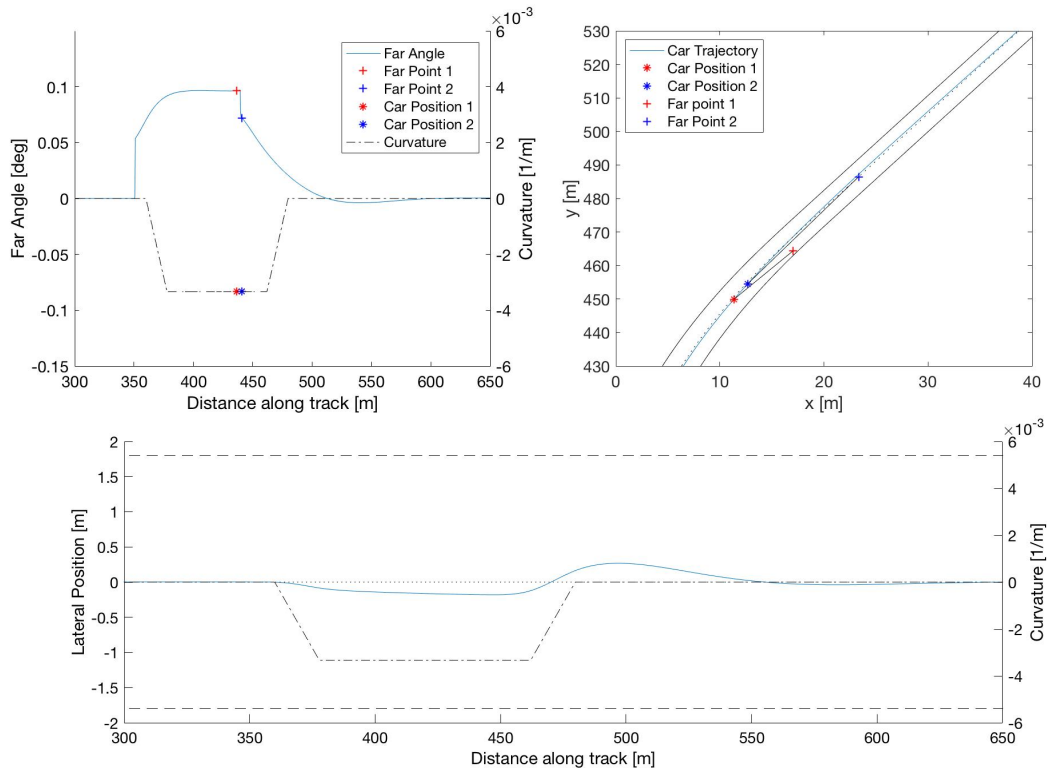 ×10⁻³
Far Angle [deg]
0.1
0.05
0
-0.05
-0.1
-0.15
6
4
2
0
-2
-4
-6
Curvature [1/m]
Far Angle
Far Point 1
Far Point 2
Car Position 1
Car Position 2
Curvature
300 350 400 450 500 550 600 650
Distance along track [m]
y [m]
530
520
510
500
490
480
470
460
450
440
430
Car Trajectory
Car Position 1
Car Position 2
Far point 1
Far Point 2
0 10 20 30 40
x [m]
×10⁻³
Lateral Position [m]
2
1.5
1
0.5
0
-0.5
-1
-1.5
-2
6
4
2
0
-2
-4
-6
Curvature [1/m]
300 350 400 450 500 550 600 650
Distance along track [m]